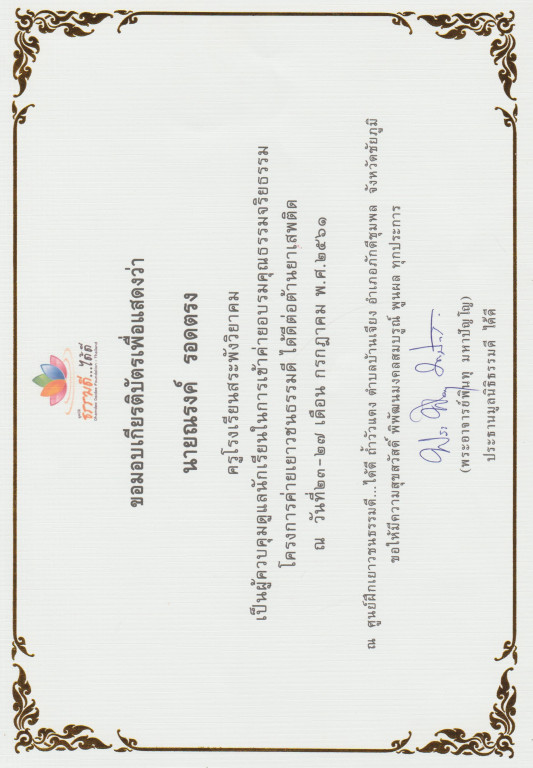 มูลนิธิ
ธรรมดี...ได้ดี
ขอมอบเกียรติบัตรเพื่อแสดงว่า
นายณรงค์ รอดตรง
ครูโรงเรียนสระพังวิยาคม
เป็นผู้ควบคุมดูแลนักเรียนในการเข้าค่ายอบรมคุณธรรมจริยธรรม
โครงการค่ายเยาวชนธรรมดี ได้ดีต่อต้านยาเสพติด
ณ วันที่๒๓-๒๗ เดือน กรกฎาคม พ.ศ.๒๕๖๑
ณ ศูนย์ฝึกเยาวชนธรรมดี...ได้ดี ถ้ำวัวแดง ตำบลบ้านเจียง อำเภอภักดีชุมพล จังหวัดชัยภูมิ
ขอให้มีความสุขสวัสดิ์ พิพัฒนมงคลสมบูรณ์ พูนผล ทุกประการ
(พระอาจารย์พิณทุ มหาปัญโญ)
ประธานมูลนิธิธรรมดี ได้ดี